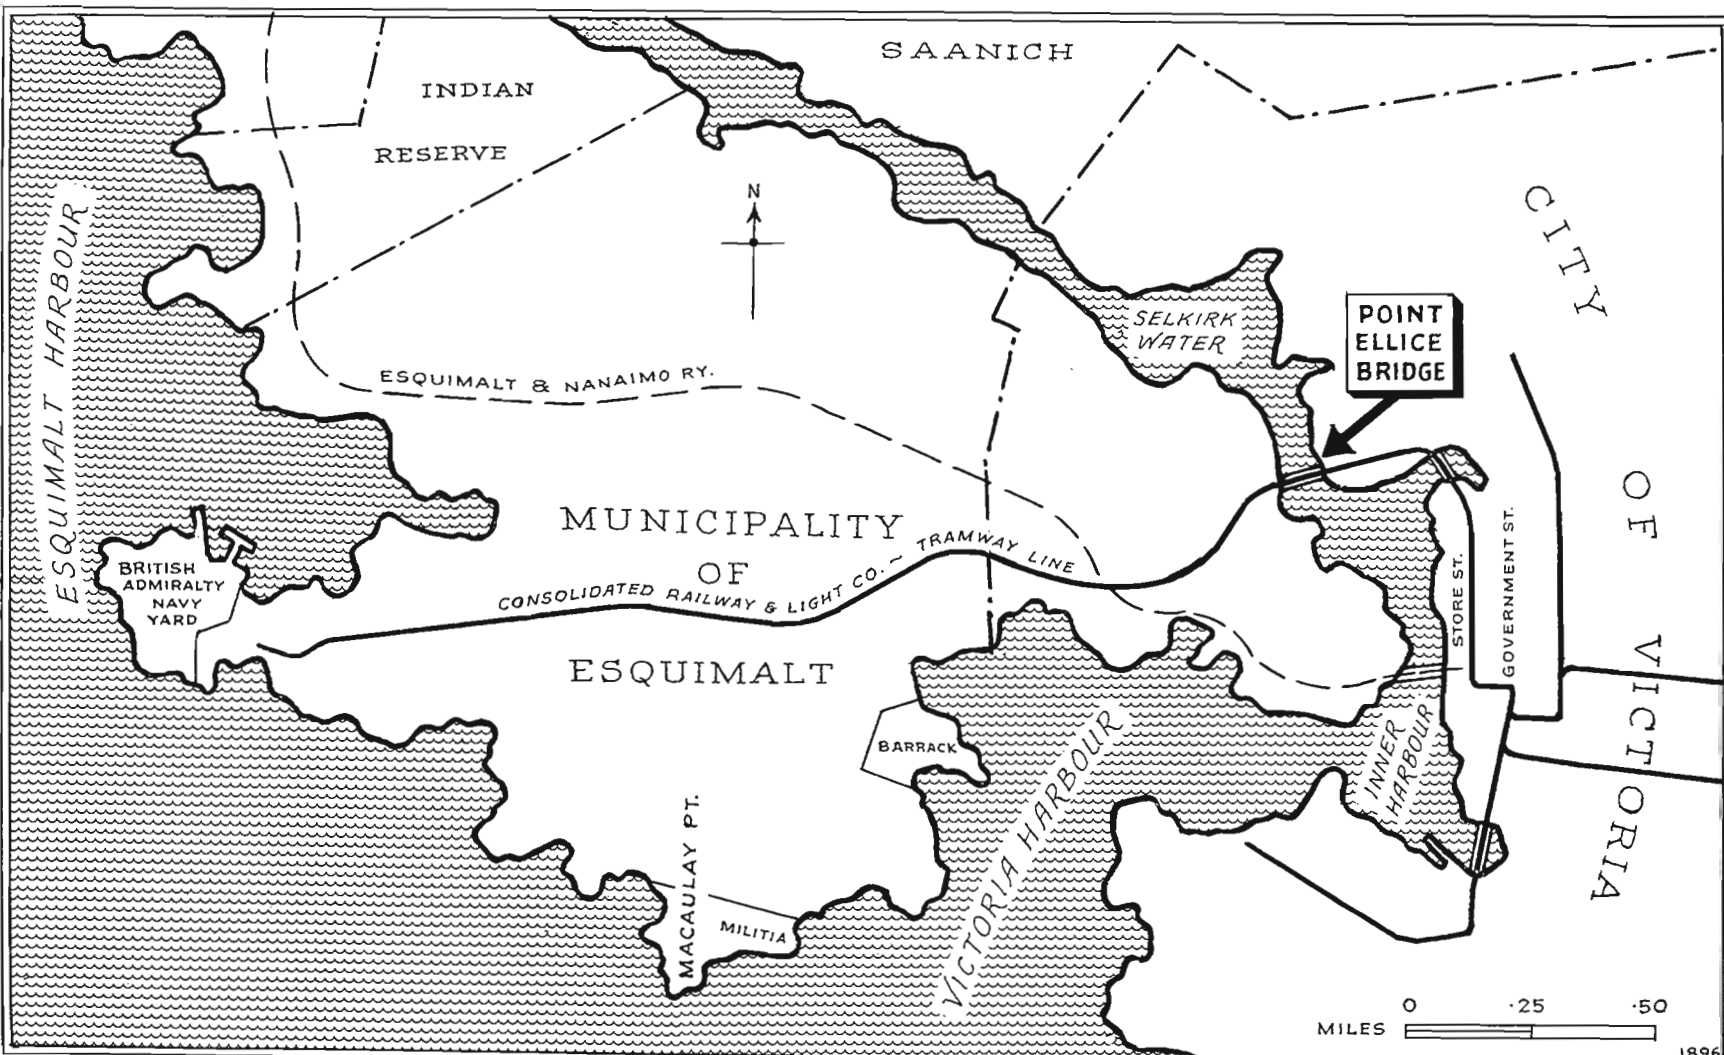 SAANICH
INDIAN
RESERVE
N
CITY
OF
VICTORIA
ESQUIMALT HARBOUR
SELKIRK
WATER
POINT
ELLICE
BRIDGE
ESQUIMALT & NANAIMO RY.
MUNICIPALITY
OF
ESQUIMALT
CONSOLIDATED RAILWAY & LIGHT CO. - TRAMWAY LINE
BRITISH
ADMIRALTY
NAVY
YARD
STORE ST.
GOVERNMENT ST.
BARRACK
INNER
HARBOUR
VICTORIA HARBOUR
MACAULAY PT.
MILITIA
0 .25 .50
MILES
1896